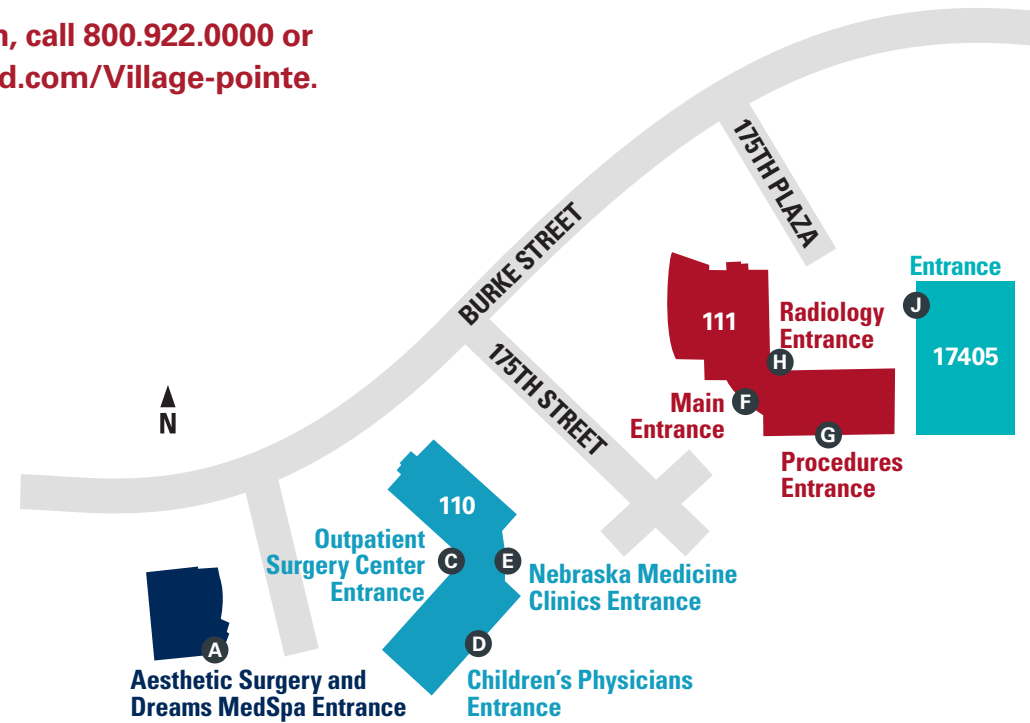 call 800.922.0000 or
d.com/Village-pointe.
175TH PLAZA
BURKE STREET
175TH STREET
N
Entrance
J
17405
111
Radiology
Entrance
H
Main
Entrance
F
G
Procedures
Entrance
110
Outpatient
Surgery Center
Entrance
C
E
Nebraska Medicine
Clinics Entrance
D
Children's Physicians
Entrance
A
Aesthetic Surgery and
Dreams MedSpa Entrance